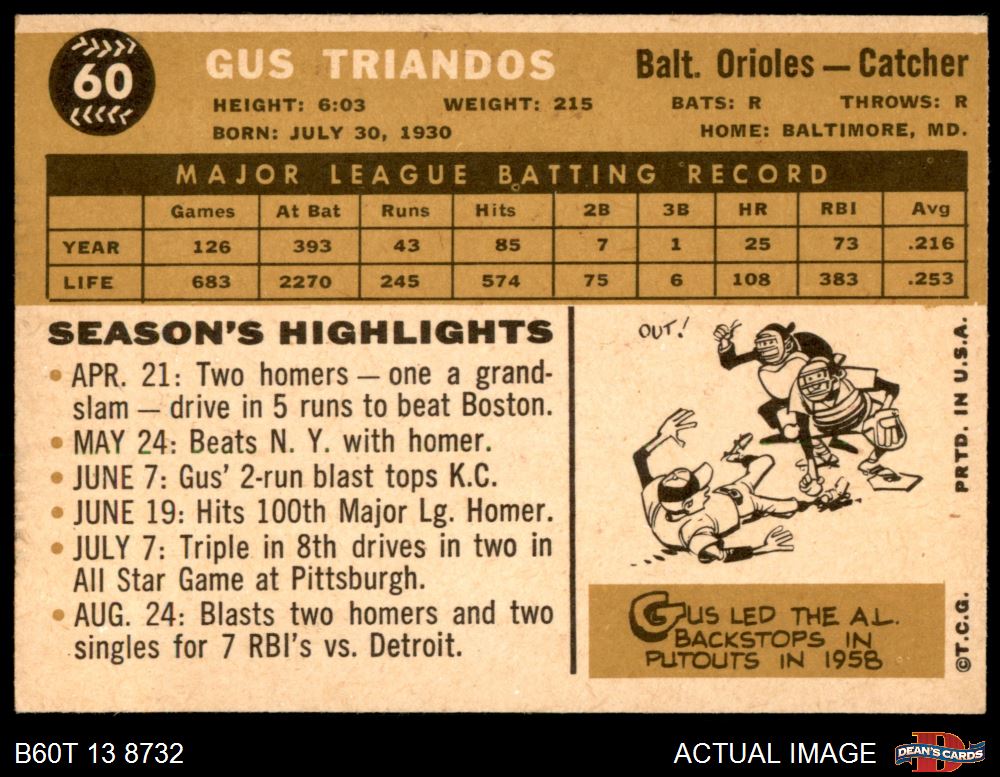 60
GUS TRIANDOS
Balt. Orioles — Catcher
HEIGHT: 6:03 WEIGHT: 215 BATS: R THROWS: R
BORN: JULY 30, 1930 HOME: BALTIMORE, MD.
MAJOR LEAGUE BATTING RECORD
Games At Bat Runs Hits 2B 3B HR RBI Avg
YEAR 126 393 43 85 7 1 25 73 .216
LIFE 683 2270 245 574 75 6 108 383 .253
SEASON'S HIGHLIGHTS
• APR. 21: Two homers — one a grand-
slam — drive in 5 runs to beat Boston.
• MAY 24: Beats N. Y. with homer.
• JUNE 7: Gus' 2-run blast tops K.C.
• JUNE 19: Hits 100th Major Lg. Homer.
• JULY 7: Triple in 8th drives in two in
All Star Game at Pittsburgh.
• AUG. 24: Blasts two homers and two
singles for 7 RBI's vs. Detroit.
OUT!
GUS LED THE A.L.
BACKSTOPS IN
PUTOUTS IN 1958
©T.C.G. PRTD. IN U.S.A.
B60T 13 8732
ACTUAL IMAGE
D
DEAN'S CARDS